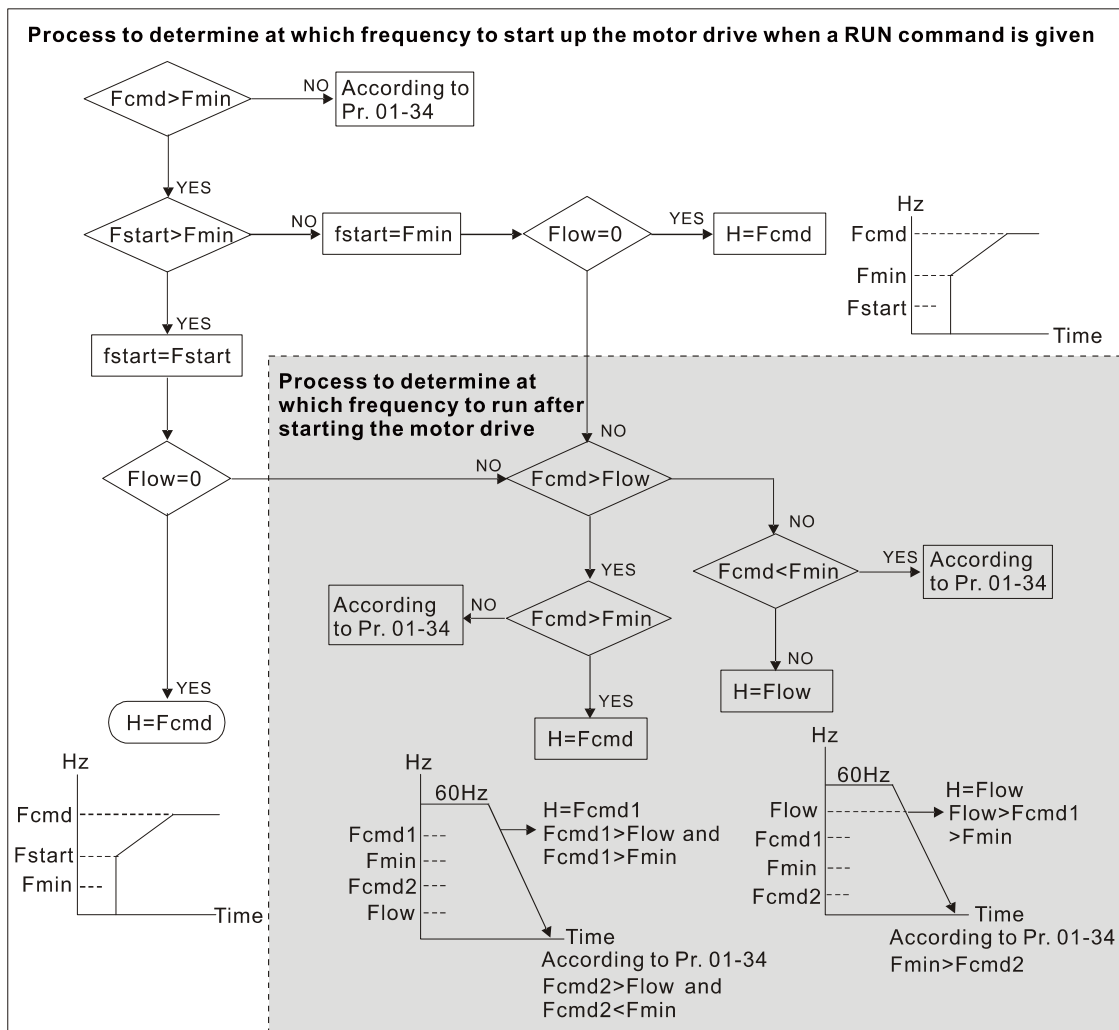 Process to determine at which frequency to start up the motor drive when a RUN command is given
Fcmd>Fmin
NO
According to
Pr. 01-34
YES
Fstart>Fmin
NO
fstart=Fmin
Flow=0
YES
H=Fcmd
Hz
Fcmd
Fmin
Fstart
Time
YES
fstart=Fstart
Process to determine at
which frequency to run after
starting the motor drive
NO
Flow=0
NO
Fcmd>Flow
NO
YES
Fcmd<Fmin
YES
According
to Pr. 01-34
According
to Pr. 01-34
NO
Fcmd>Fmin
NO
H=Flow
YES
H=Fcmd
YES
H=Fcmd
Hz
Fcmd
Fstart
Fmin
Time
Hz
60Hz
Fcmd1
Fmin
Fcmd2
Flow
H=Fcmd1
Fcmd1>Flow and
Fcmd1>Fmin
Time
According to Pr. 01-34
Fcmd2>Flow and
Fcmd2<Fmin
Hz
60Hz
Flow
Fcmd1
Fmin
Fcmd2
H=Flow
Flow>Fcmd1
>Fmin
Time
According to Pr. 01-34
Fmin>Fcmd2